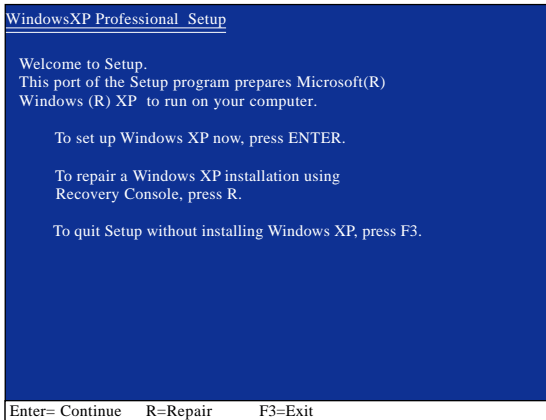 WindowsXP Professional  Setup
Welcome to Setup.
This port of the Setup program prepares Microsoft(R)
Windows (R) XP  to run on your computer.
To set up Windows XP now, press ENTER.
To repair a Windows XP installation using
Recovery Console, press R.
To quit Setup without installing Windows XP, press F3.
Enter= Continue    R=Repair    F3=Exit